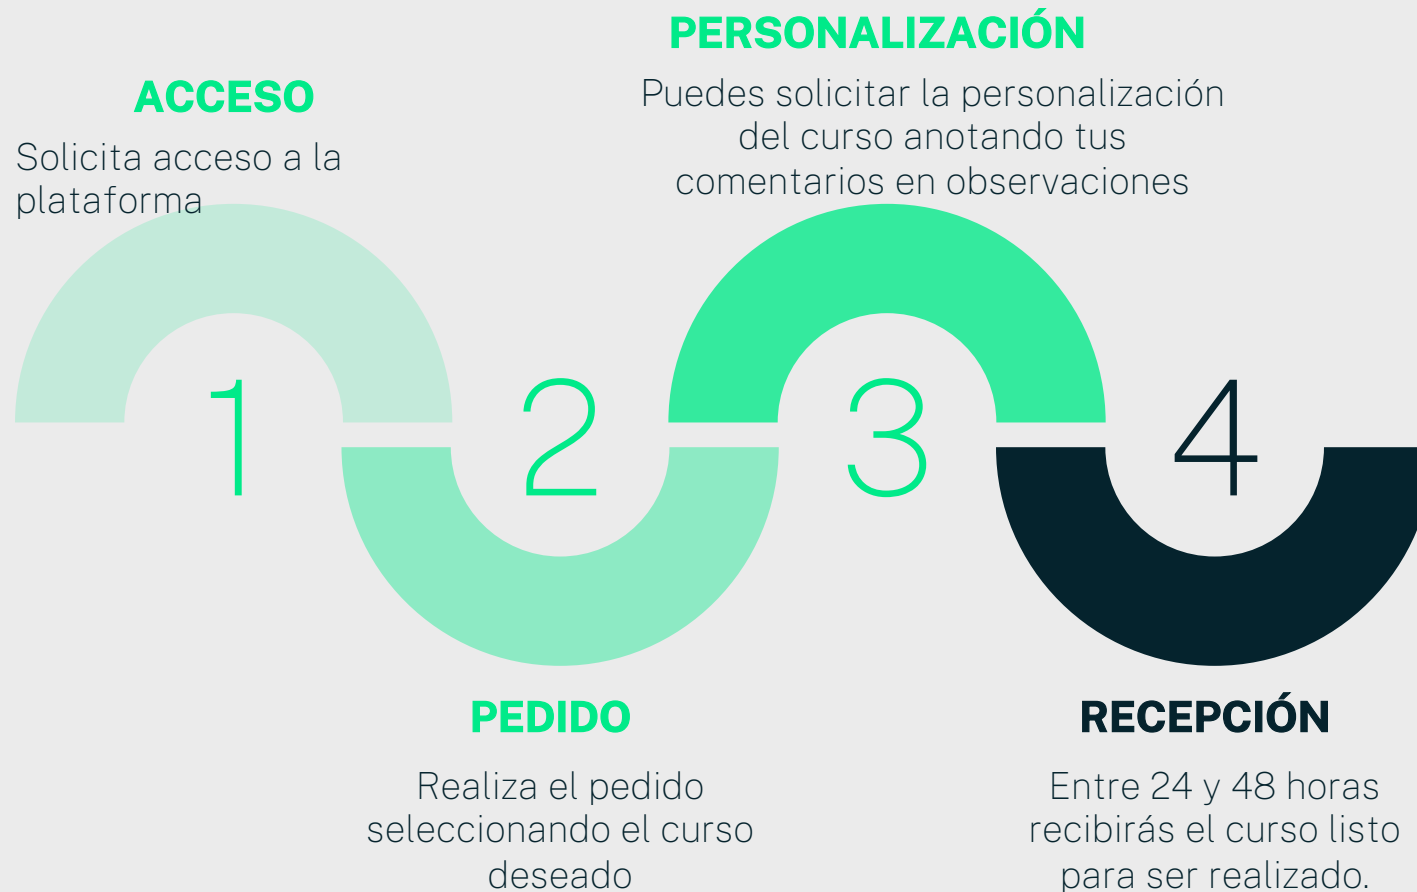 ACCESO
Solicita acceso a la
plataforma
1
PEDIDO
Realiza el pedido
seleccionando el curso
deseado
2
PERSONALIZACIÓN
Puedes solicitar la personalización
del curso anotando tus
comentarios en observaciones
3
RECEPCIÓN
Entre 24 y 48 horas
recibirás el curso listo
para ser realizado.
4